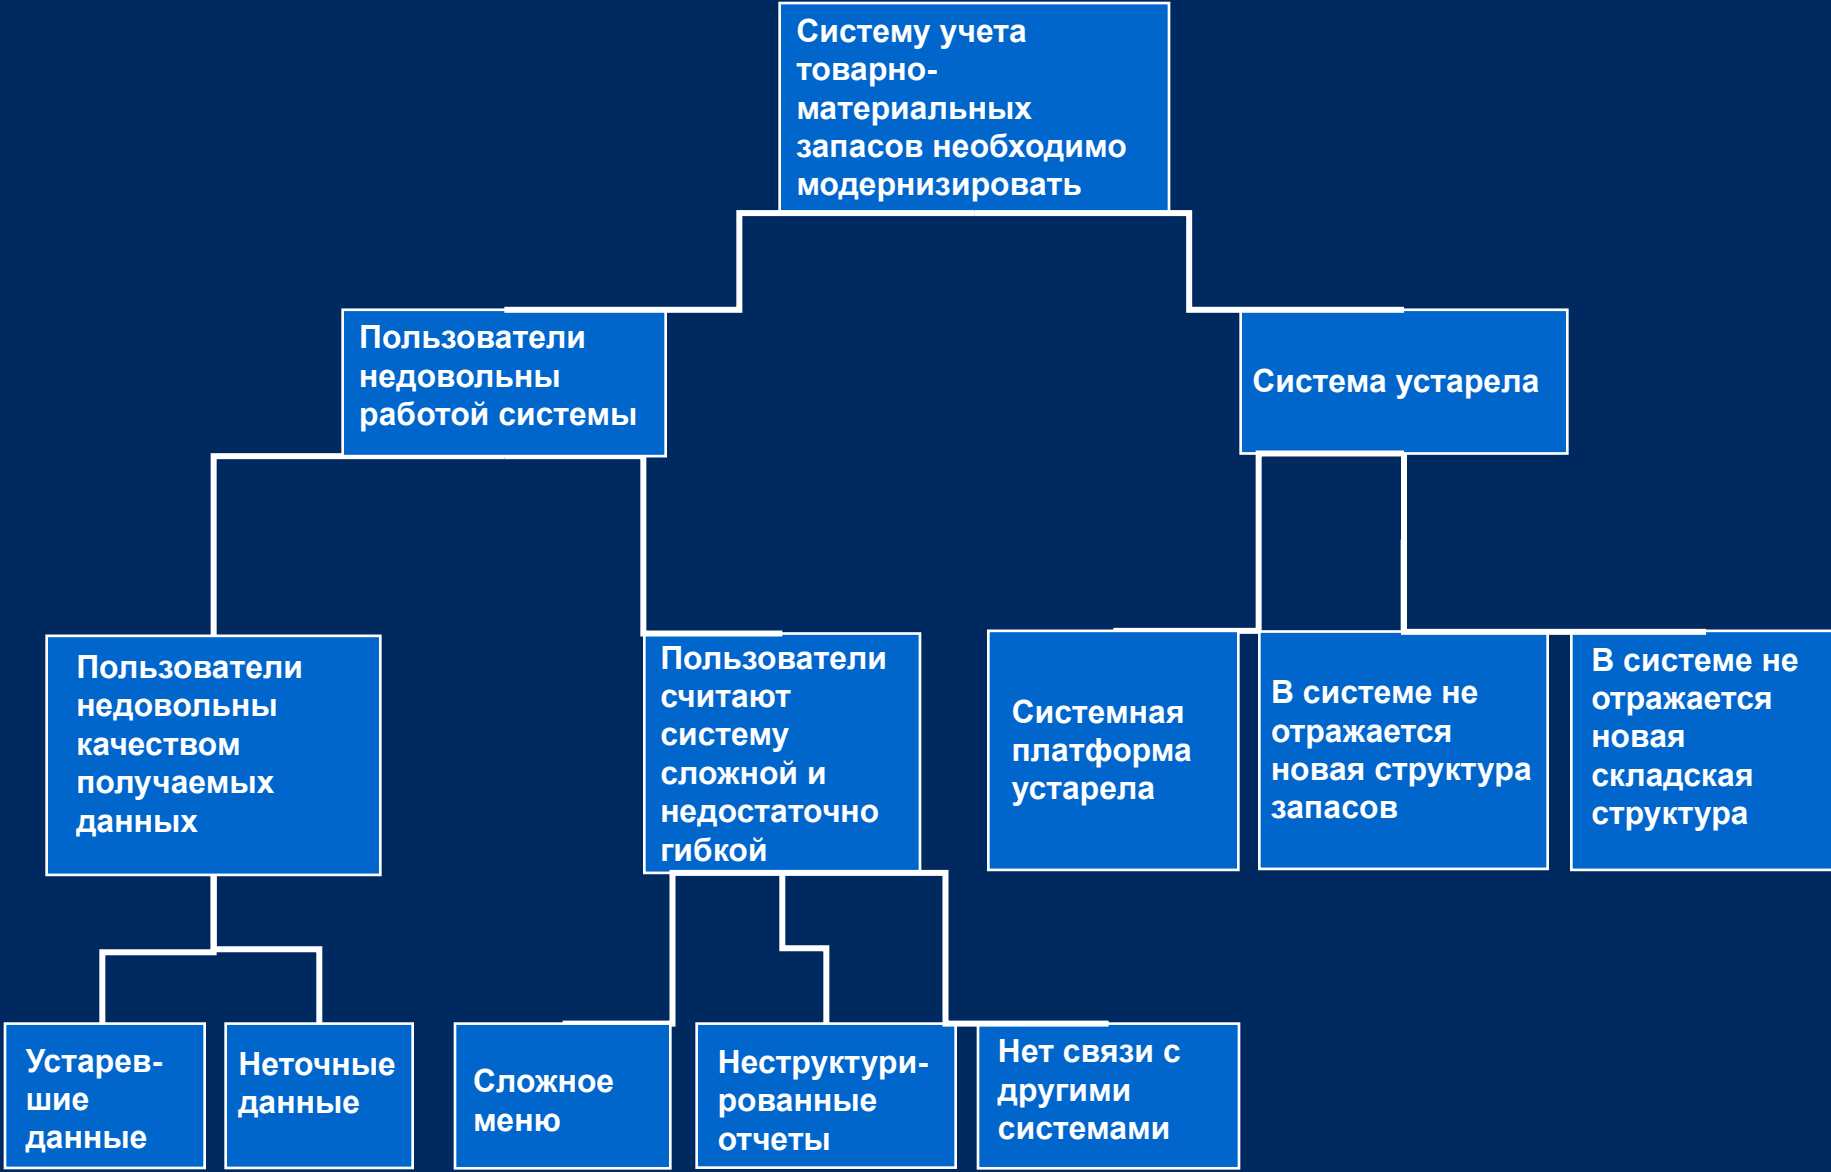 Систему учета
товарно-
материальных
запасов необходимо
модернизировать
Пользователи
недовольны
работой системы
Система устарела
Пользователи
недовольны
качеством
получаемых
данных
Пользователи
считают
систему
сложной и
недостаточно
гибкой
Системная
платформа
устарела
В системе не
отражается
новая структура
запасов
В системе не
отражается
новая
складская
структура
Устарев-
шие
данные
Неточные
данные
Сложное
меню
Неструктури-
рованные
отчеты
Нет связи с
другими
системами